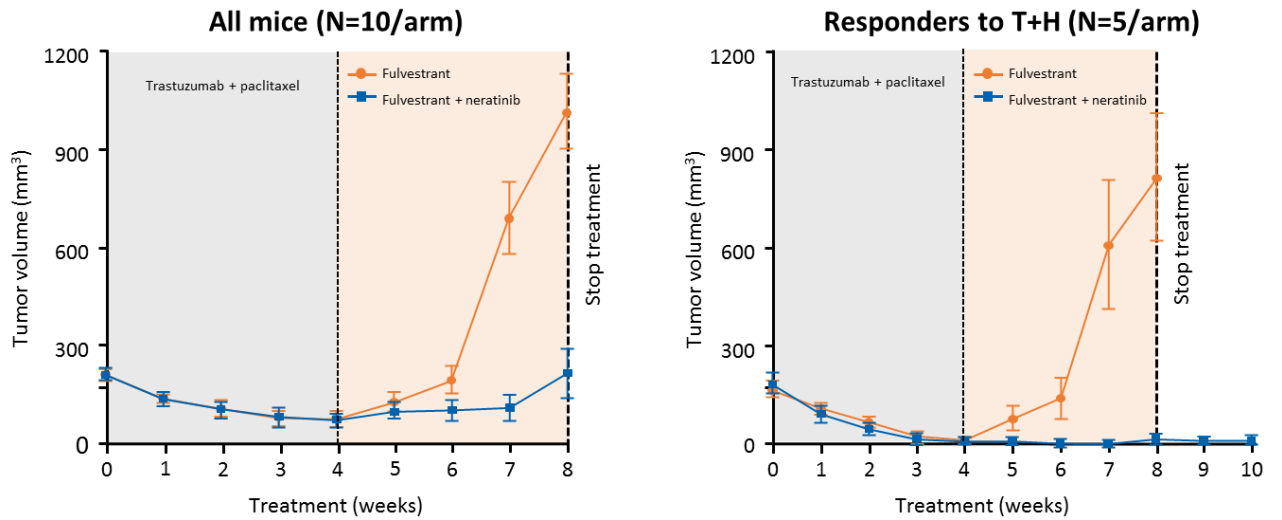 All mice (N=10/arm)
1200
900
600
300
0
Tumor volume (mm³)
Trastuzumab + paclitaxel
Fulvestrant
Fulvestrant + neratinib
Stop treatment
0 1 2 3 4 5 6 7 8
Treatment (weeks)
Responders to T+H (N=5/arm)
1200
900
600
300
0
Tumor volume (mm³)
Trastuzumab + paclitaxel
Fulvestrant
Fulvestrant + neratinib
Stop treatment
0 1 2 3 4 5 6 7 8 9 10
Treatment (weeks)